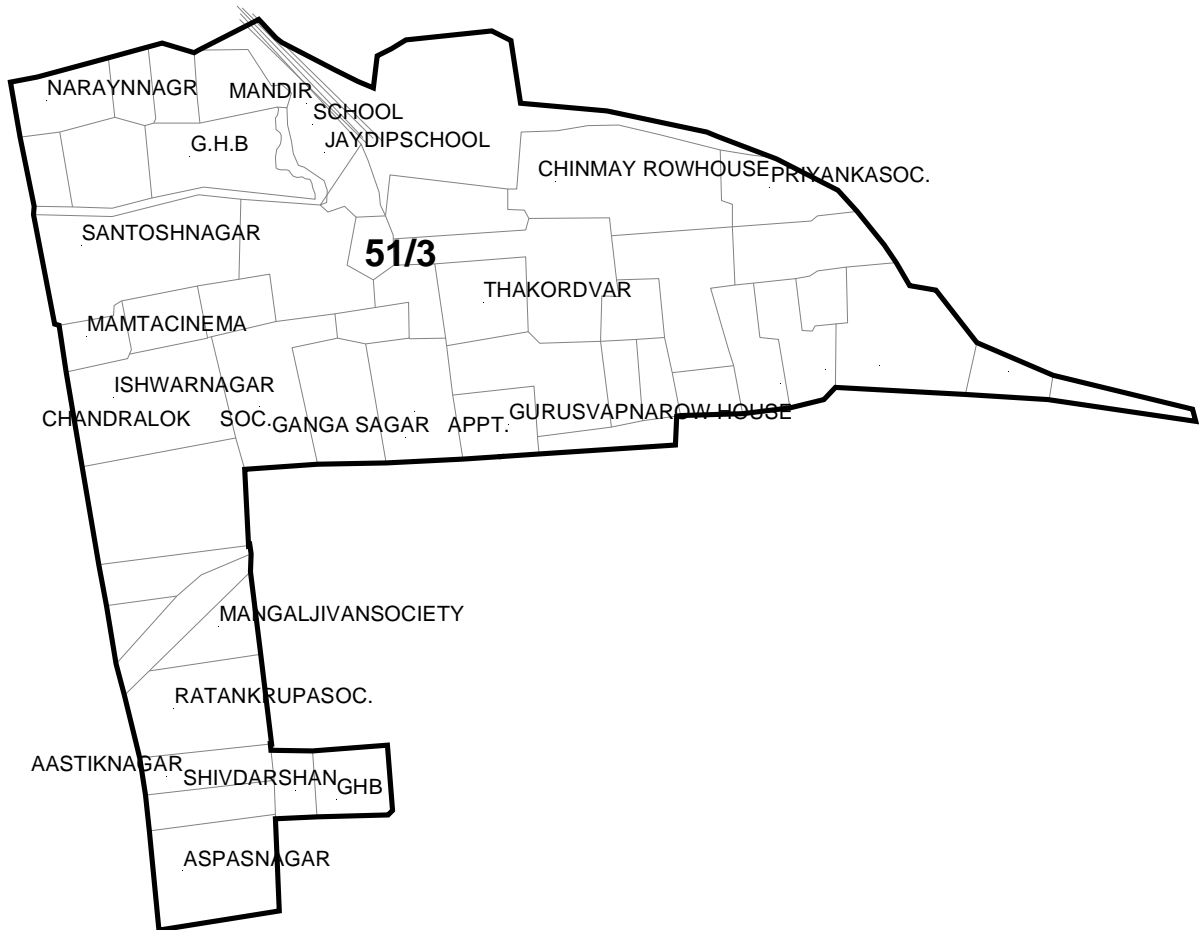 NARAYNNAGR
MANDIR
SCHOOL
JAYDIPSCHOOL
G.H.B
CHINMAY ROWHOUSE
PRIYANKASOC.
SANTOSHNAGAR
51/3
THAKORDVAR
MAMTACINEMA
ISHWARNAGAR
CHANDRALOK SOC.
GANGA SAGAR APPT.
GURUSVAPNAROW HOUSE
MANGALJIVANSOCIETY
RATANKRUPASOC.
AASTIKNAGAR
SHIVDARSHAN
GHB
ASPASNAGAR